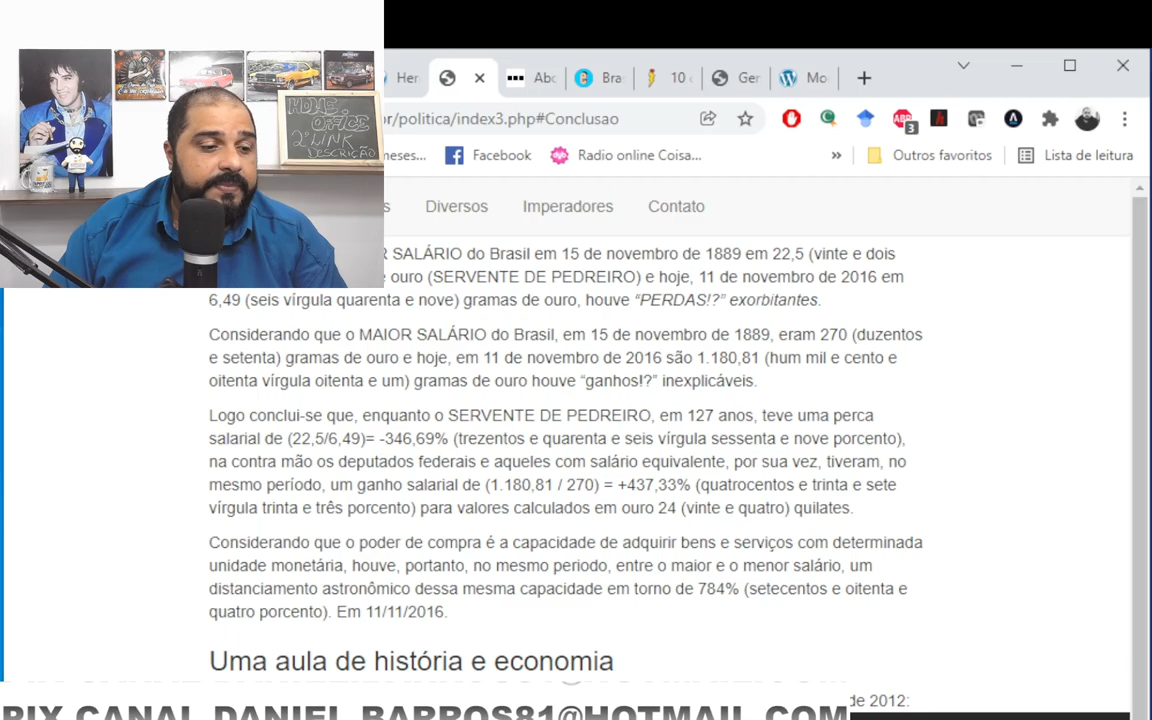 HOME
OFFICE
2º LINK
DESCRIÇÃO
Her
Abc
Bra
10
Ger
Mo
or/politica/index3.php#Conclusao
3
meses...
Facebook
Radio online Coisa...
»
Outros favoritos
Lista de leitura
s
Diversos
Imperadores
Contato
R SALÁRIO do Brasil em 15 de novembro de 1889 em 22,5 (vinte e dois
ouro (SERVENTE DE PEDREIRO) e hoje, 11 de novembro de 2016 em
6,49 (seis vírgula quarenta e nove) gramas de ouro, houve “PERDAS!?” exorbitantes.
Considerando que o MAIOR SALÁRIO do Brasil, em 15 de novembro de 1889, eram 270 (duzentos
e setenta) gramas de ouro e hoje, em 11 de novembro de 2016 são 1.180,81 (hum mil e cento e
oitenta vírgula oitenta e um) gramas de ouro houve “ganhos!?” inexplicáveis.
Logo conclui-se que, enquanto o SERVENTE DE PEDREIRO, em 127 anos, teve uma perca
salarial de (22,5/6,49)= -346,69% (trezentos e quarenta e seis vírgula sessenta e nove porcento),
na contra mão os deputados federais e aqueles com salário equivalente, por sua vez, tiveram, no
mesmo período, um ganho salarial de (1.180,81 / 270) = +437,33% (quatrocentos e trinta e sete
vírgula trinta e três porcento) para valores calculados em ouro 24 (vinte e quatro) quilates.
Considerando que o poder de compra é a capacidade de adquirir bens e serviços com determinada
unidade monetária, houve, portanto, no mesmo periodo, entre o maior e o menor salário, um
distanciamento astronômico dessa mesma capacidade em torno de 784% (setecentos e oitenta e
quatro porcento). Em 11/11/2016.
Uma aula de história e economia
de 2012:
PIX CANAL DANIEL_BARROS81@HOTMAIL.COM